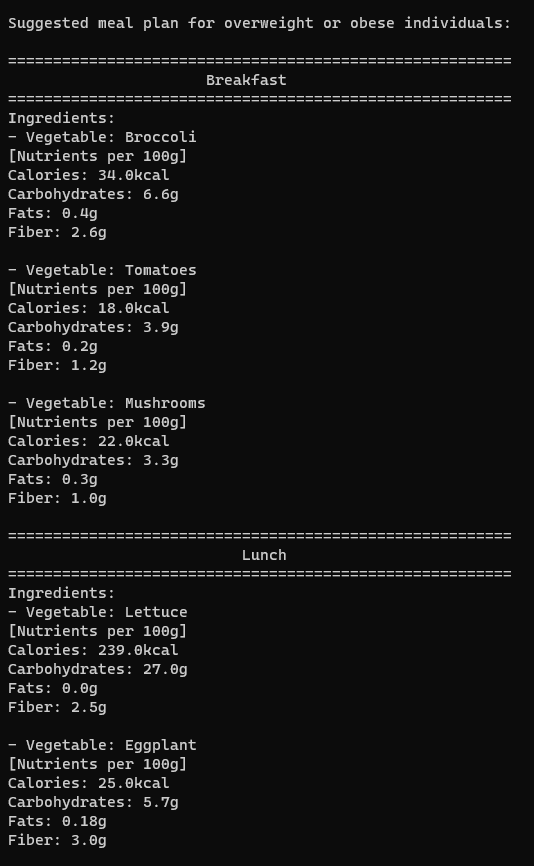 Suggested meal plan for overweight or obese individuals:
========================================================
Breakfast
========================================================
Ingredients:
- Vegetable: Broccoli
[Nutrients per 100g]
Calories: 34.0kcal
Carbohydrates: 6.6g
Fats: 0.4g
Fiber: 2.6g
- Vegetable: Tomatoes
[Nutrients per 100g]
Calories: 18.0kcal
Carbohydrates: 3.9g
Fats: 0.2g
Fiber: 1.2g
- Vegetable: Mushrooms
[Nutrients per 100g]
Calories: 22.0kcal
Carbohydrates: 3.3g
Fats: 0.3g
Fiber: 1.0g
========================================================
Lunch
========================================================
Ingredients:
- Vegetable: Lettuce
[Nutrients per 100g]
Calories: 239.0kcal
Carbohydrates: 27.0g
Fats: 0.0g
Fiber: 2.5g
- Vegetable: Eggplant
[Nutrients per 100g]
Calories: 25.0kcal
Carbohydrates: 5.7g
Fats: 0.18g
Fiber: 3.0g